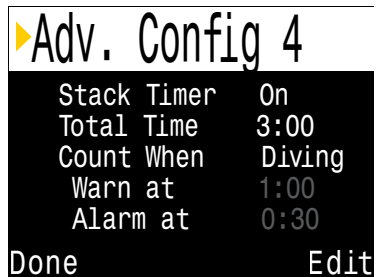 Adv. Config 4
Stack Timer On
Total Time 3:00
Count When Diving
Warn at 1:00
Alarm at 0:30
Done Edit